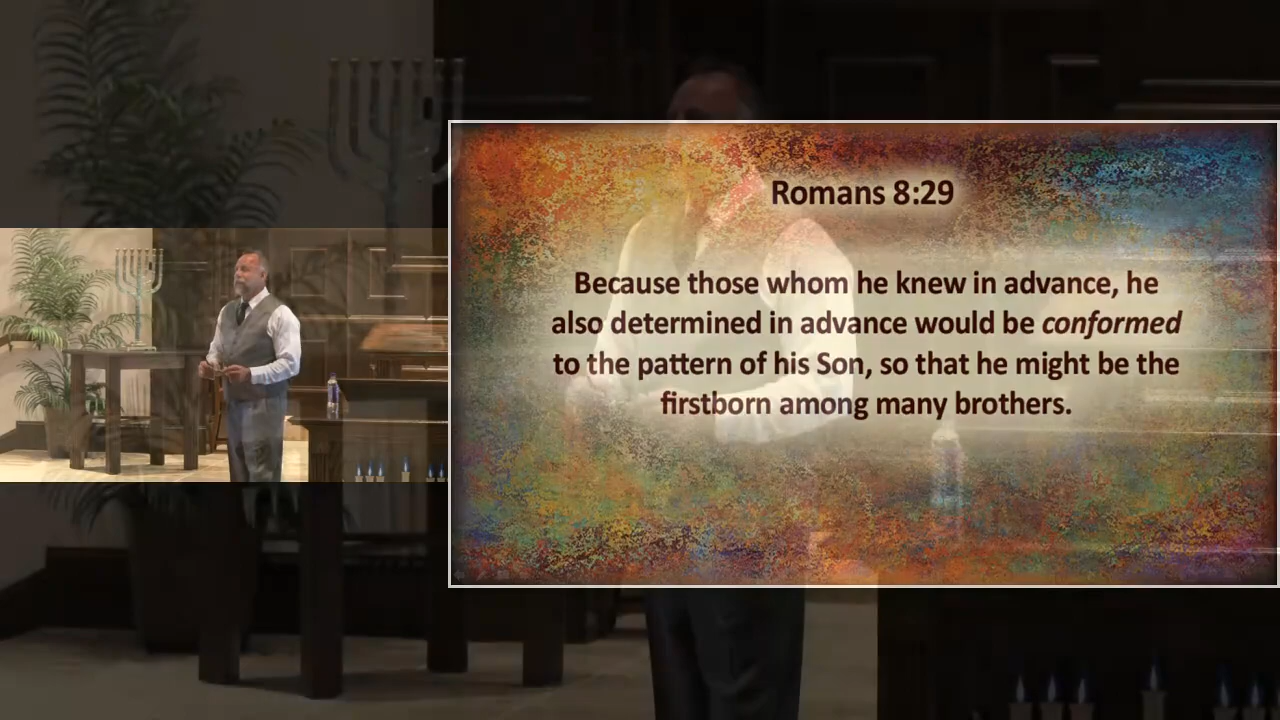 Romans 8:29
Because those whom he knew in advance, he
also determined in advance would be conformed
to the pattern of his Son, so that he might be the
firstborn among many brothers.